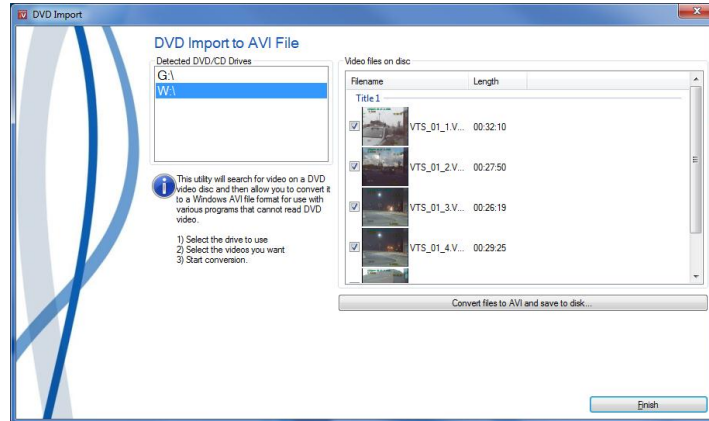 DVD Import
DVD Import to AVI File
Detected DVD/CD Drives
G:\
W:\
This utility will search for video on a DVD
video disc and then allow you to convert it
to a Windows AVI file format for use with
various programs that cannot read DVD
video.
1) Select the drive to use
2) Select the videos you want
3) Start conversion.
Video files on disc
Filename Length
Title 1
VTS_01_1.V... 00:32:10
VTS_01_2.V... 00:27:50
VTS_01_3.V... 00:26:19
VTS_01_4.V... 00:29:25
Convert files to AVI and save to disk...
Finish